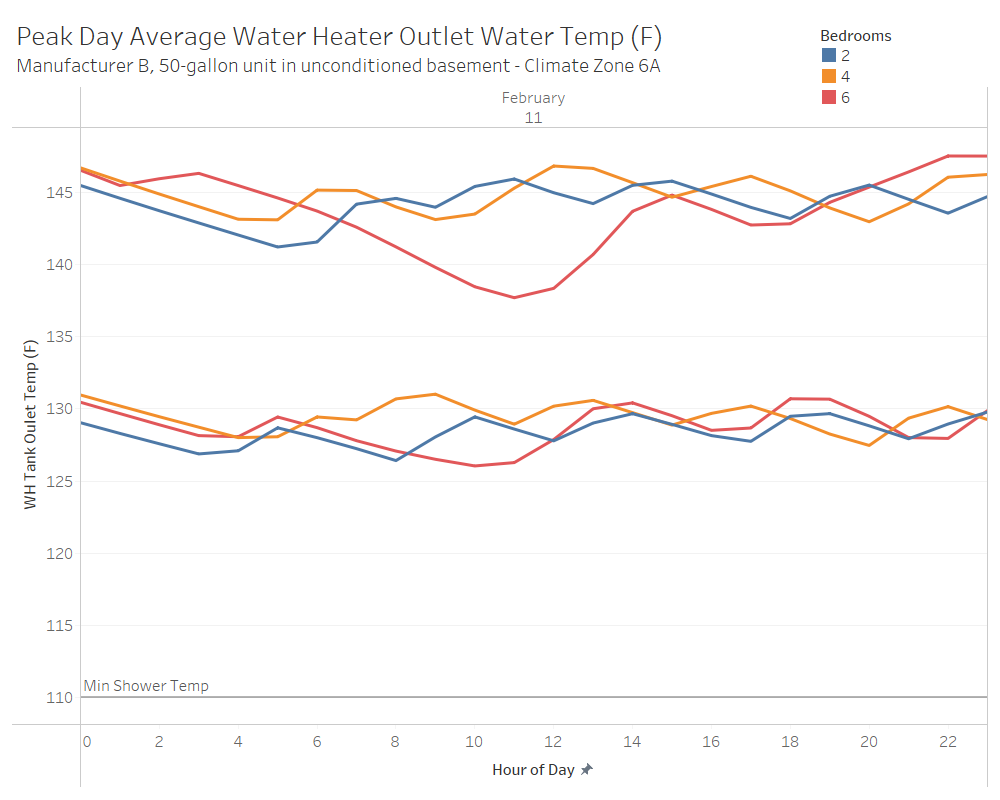 Peak Day Average Water Heater Outlet Water Temp (F)
Manufacturer B, 50-gallon unit in unconditioned basement - Climate Zone 6A
Bedrooms
2
4
6
February
11
WH Tank Oulet Temp (F)
145
140
135
130
125
120
115
110
Min Shower Temp
0 2 4 6 8 10 12 14 16 18 20 22
Hour of Day